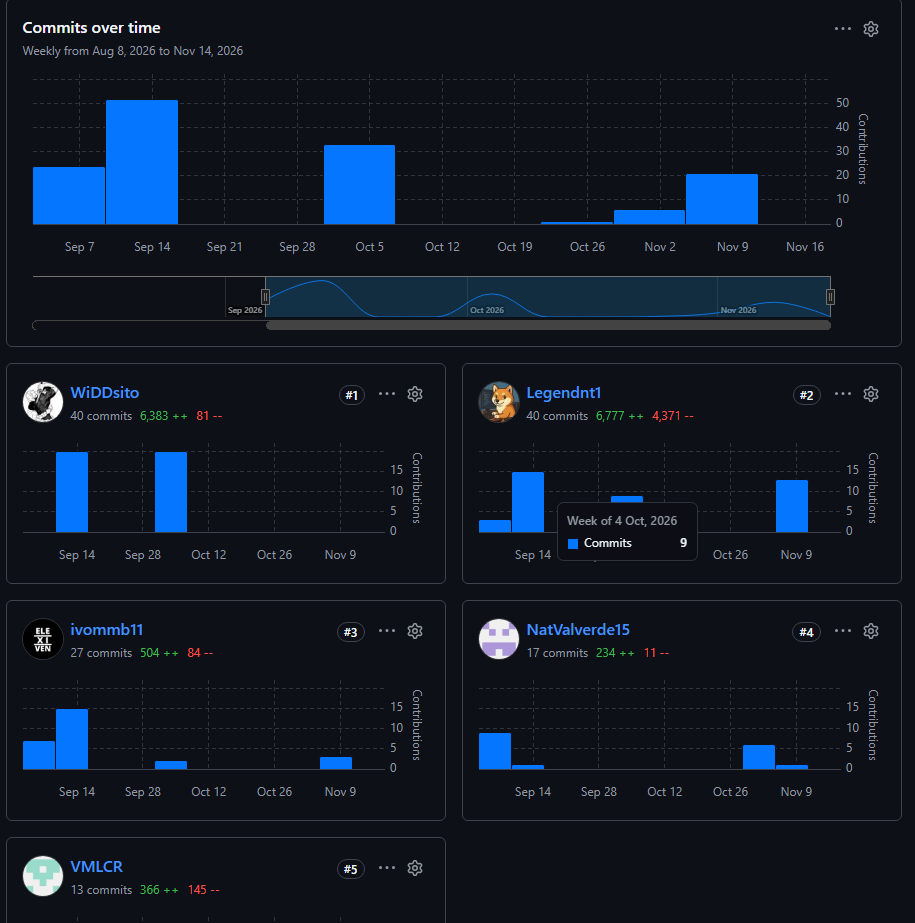 Commits over time
Weekly from Aug 8, 2026 to Nov 14, 2026
50
40
30
20
10
0
Contributions
Sep 7 Sep 14 Sep 21 Sep 28 Oct 5 Oct 12 Oct 19 Oct 26 Nov 2 Nov 9 Nov 16
Sep 2026 Oct 2026 Nov 2026
WiDDsito #1
40 commits 6,383 ++ 81 --
15
10
5
0
Contributions
Sep 14 Sep 28 Oct 12 Oct 26 Nov 9
Legendnt1 #2
40 commits 6,777 ++ 4,371 --
15
10
5
0
Contributions
Week of 4 Oct, 2026
Commits 9
Sep 14 Oct 26 Nov 9
ELE
XI
VEN
ivommb11 #3
27 commits 504 ++ 84 --
15
10
5
0
Contributions
Sep 14 Sep 28 Oct 12 Oct 26 Nov 9
NatValverde15 #4
17 commits 234 ++ 11 --
15
10
5
0
Contributions
Sep 14 Sep 28 Oct 12 Oct 26 Nov 9
VMLCR #5
13 commits 366 ++ 145 --